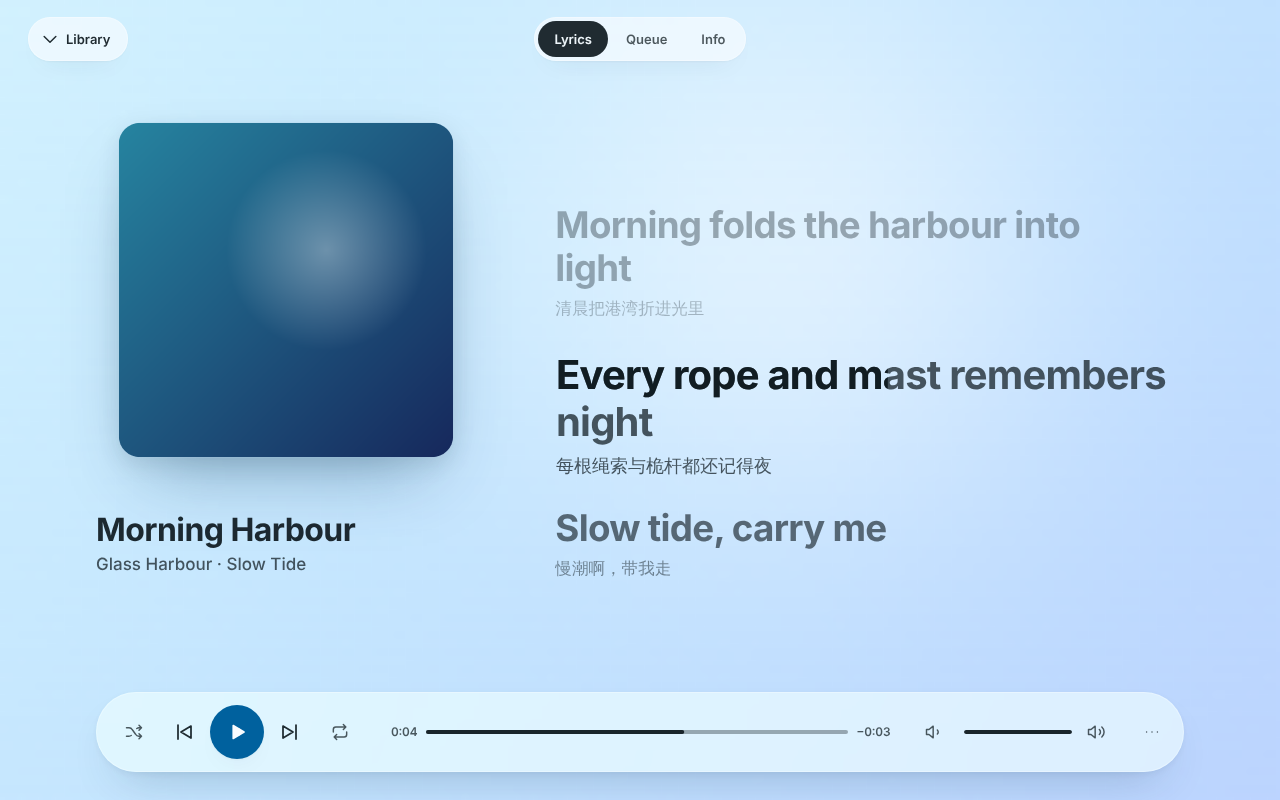 Library
Lyrics Queue Info
Morning folds the harbour into
light
清晨把港湾折进光里
Every rope and mast remembers
night
每根绳索与桅杆都还记得夜
Slow tide, carry me
慢潮啊，带我走
Morning Harbour
Glass Harbour · Slow Tide
0:04 −0:03